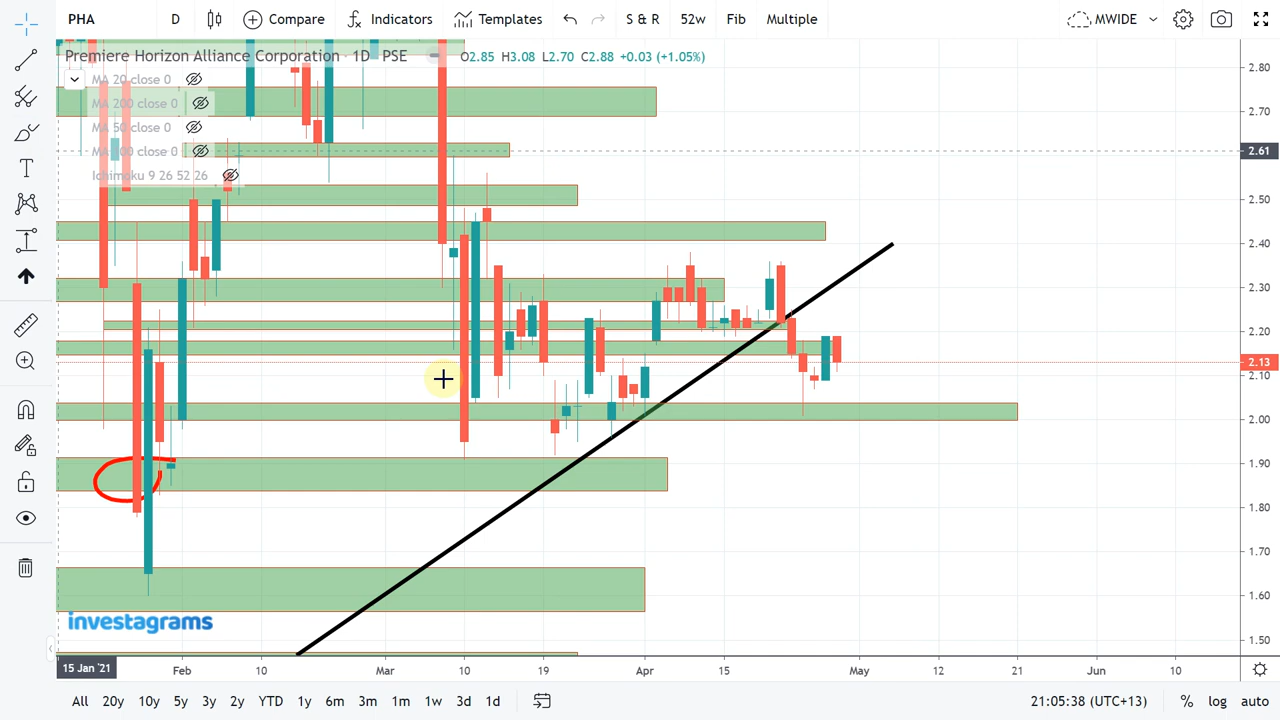 PHA D Compare Indicators Templates S & R 52w Fib Multiple MWIDE
Premiere Horizon Alliance Corporation · 1D · PSE O2.85 H3.08 L2.70 C2.88 +0.03 (+1.05%)
MA 20 close 0
MA 200 close 0
MA 50 close 0
MA 100 close 0
Ichimoku 9 26 52 26
2.80
2.70
2.61
2.50
2.40
2.30
2.20
2.13
2.10
2.00
1.90
1.80
1.70
1.60
1.50
investagrams
15 Jan '21 Feb 10 Mar 10 19 Apr 15 May 12 21 Jun 10
All 20y 10y 5y 3y 2y YTD 1y 6m 3m 1m 1w 3d 1d 21:05:38 (UTC+13) % log auto